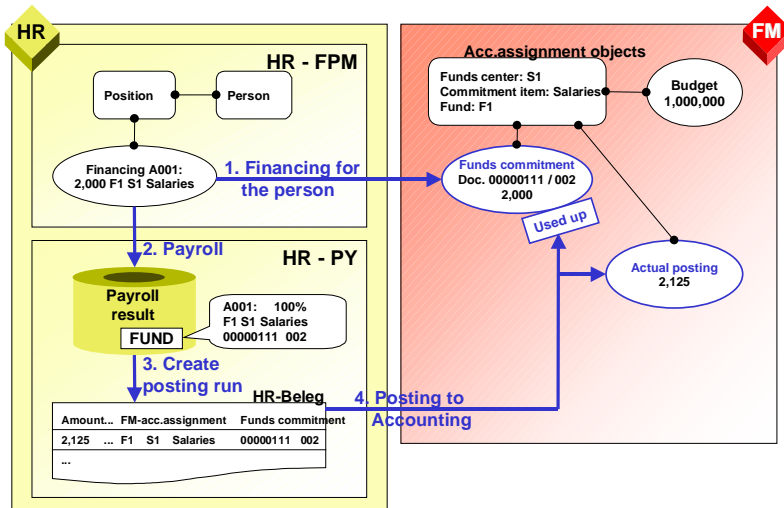 HR
HR - FPM
Position
Person
Financing A001:
2,000 F1 S1 Salaries
1. Financing for
the person
2. Payroll
HR - PY
Payroll
result
FUND
A001: 100%
F1 S1 Salaries
00000111 002
3. Create
posting run
HR-Beleg
Amount... FM-acc.assignment Funds commitment
2,125 ... F1 S1 Salaries 00000111 002
...
4. Posting to
Accounting
FM
Acc.assignment objects
Funds center: S1
Commitment item: Salaries
Fund: F1
Budget
1,000,000
Funds commitment
Doc. 00000111 / 002
2,000
Used up
Actual posting
2,125